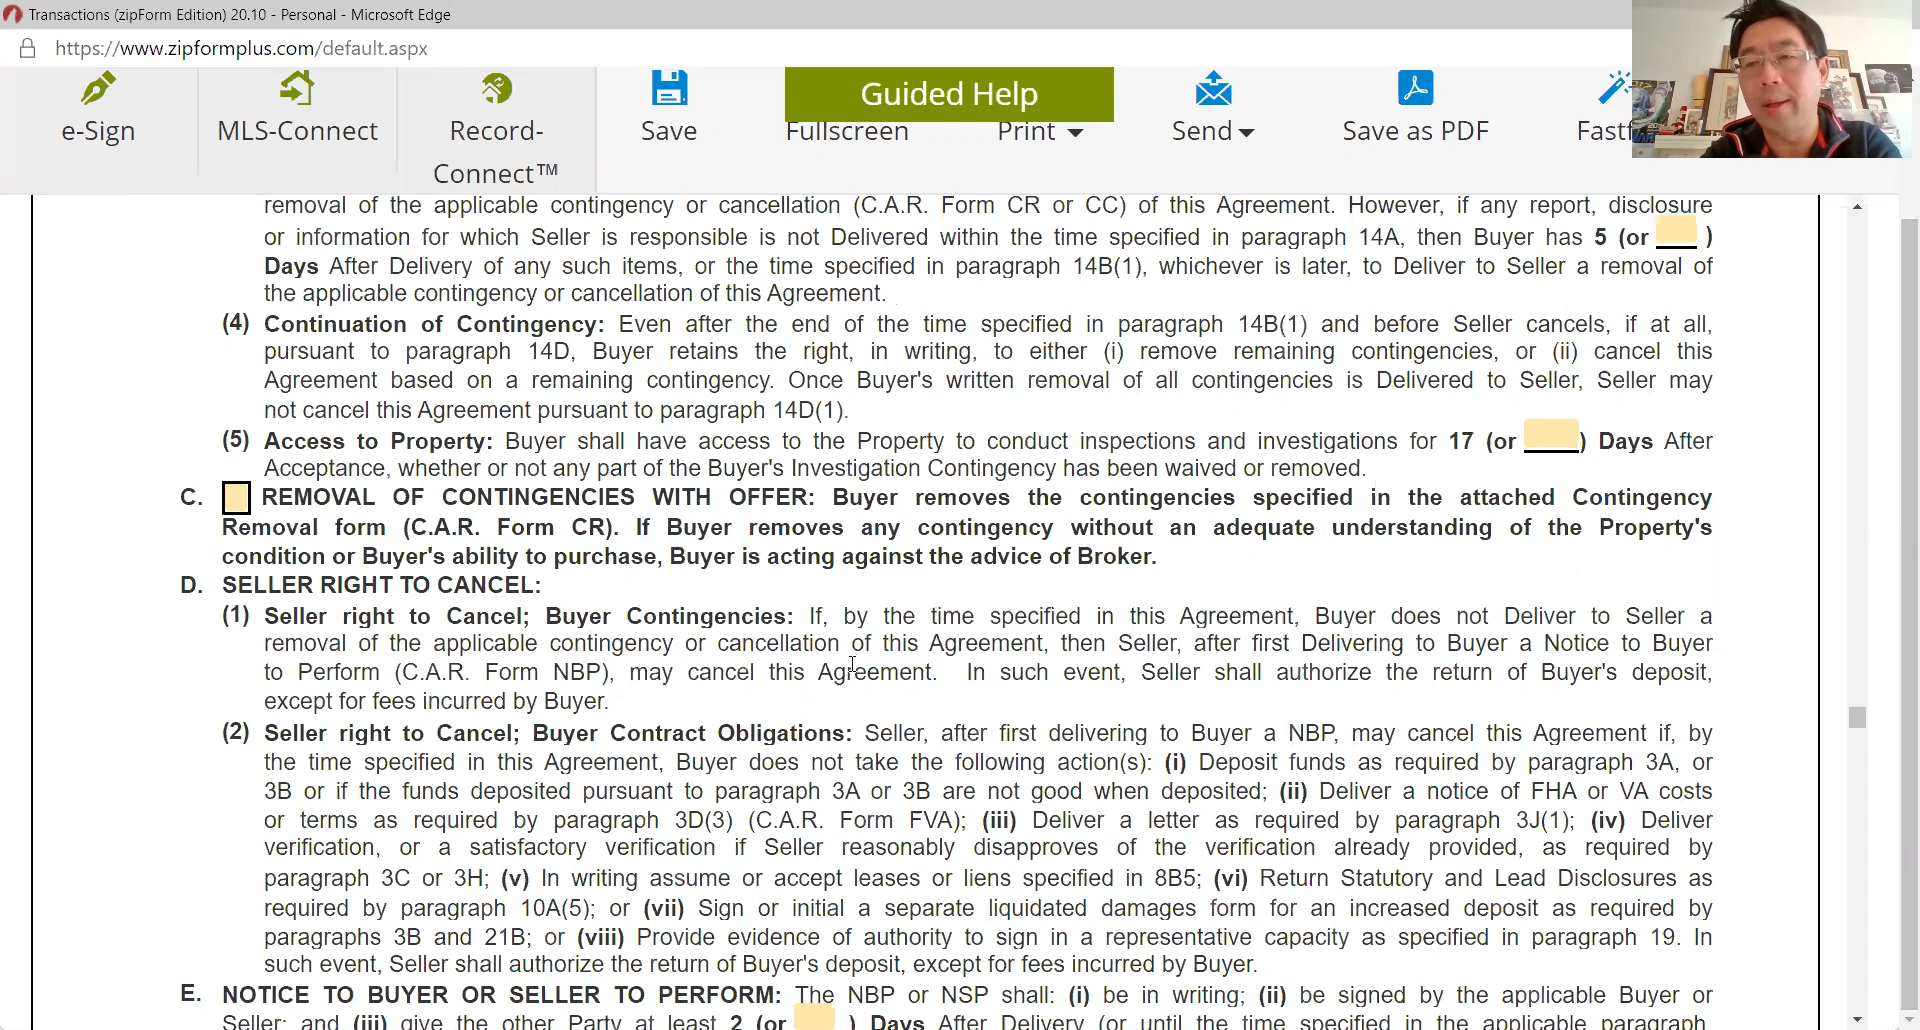 Transactions (zipForm Edition) 20.10 - Personal - Microsoft Edge
https://www.zipformplus.com/default.aspx
e-Sign
MLS-Connect
Record-
Connect™
Save
Guided Help
Fullscreen
Print
Send
Save as PDF
removal of the applicable contingency or cancellation (C.A.R. Form CR or CC) of this Agreement. However, if any report, disclosure
or information for which Seller is responsible is not Delivered within the time specified in paragraph 14A, then Buyer has 5 (or ____ )
Days After Delivery of any such items, or the time specified in paragraph 14B(1), whichever is later, to Deliver to Seller a removal of
the applicable contingency or cancellation of this Agreement.
(4) Continuation of Contingency: Even after the end of the time specified in paragraph 14B(1) and before Seller cancels, if at all,
pursuant to paragraph 14D, Buyer retains the right, in writing, to either (i) remove remaining contingencies, or (ii) cancel this
Agreement based on a remaining contingency. Once Buyer's written removal of all contingencies is Delivered to Seller, Seller may
not cancel this Agreement pursuant to paragraph 14D(1).
(5) Access to Property: Buyer shall have access to the Property to conduct inspections and investigations for 17 (or ____) Days After
Acceptance, whether or not any part of the Buyer's Investigation Contingency has been waived or removed.
C. REMOVAL OF CONTINGENCIES WITH OFFER: Buyer removes the contingencies specified in the attached Contingency
Removal form (C.A.R. Form CR). If Buyer removes any contingency without an adequate understanding of the Property's
condition or Buyer's ability to purchase, Buyer is acting against the advice of Broker.
D. SELLER RIGHT TO CANCEL:
(1) Seller right to Cancel; Buyer Contingencies: If, by the time specified in this Agreement, Buyer does not Deliver to Seller a
removal of the applicable contingency or cancellation of this Agreement, then Seller, after first Delivering to Buyer a Notice to Buyer
to Perform (C.A.R. Form NBP), may cancel this Agreement. In such event, Seller shall authorize the return of Buyer's deposit,
except for fees incurred by Buyer.
(2) Seller right to Cancel; Buyer Contract Obligations: Seller, after first delivering to Buyer a NBP, may cancel this Agreement if, by
the time specified in this Agreement, Buyer does not take the following action(s): (i) Deposit funds as required by paragraph 3A, or
3B or if the funds deposited pursuant to paragraph 3A or 3B are not good when deposited; (ii) Deliver a notice of FHA or VA costs
or terms as required by paragraph 3D(3) (C.A.R. Form FVA); (iii) Deliver a letter as required by paragraph 3J(1); (iv) Deliver
verification, or a satisfactory verification if Seller reasonably disapproves of the verification already provided, as required by
paragraph 3C or 3H; (v) In writing assume or accept leases or liens specified in 8B5; (vi) Return Statutory and Lead Disclosures as
required by paragraph 10A(5); or (vii) Sign or initial a separate liquidated damages form for an increased deposit as required by
paragraphs 3B and 21B; or (viii) Provide evidence of authority to sign in a representative capacity as specified in paragraph 19. In
such event, Seller shall authorize the return of Buyer's deposit, except for fees incurred by Buyer.
E. NOTICE TO BUYER OR SELLER TO PERFORM: The NBP or NSP shall: (i) be in writing; (ii) be signed by the applicable Buyer or
Seller; and (iii) give the other Party at least 2 (or ____ ) Days After Delivery (or until the time specified in the applicable paragraph,